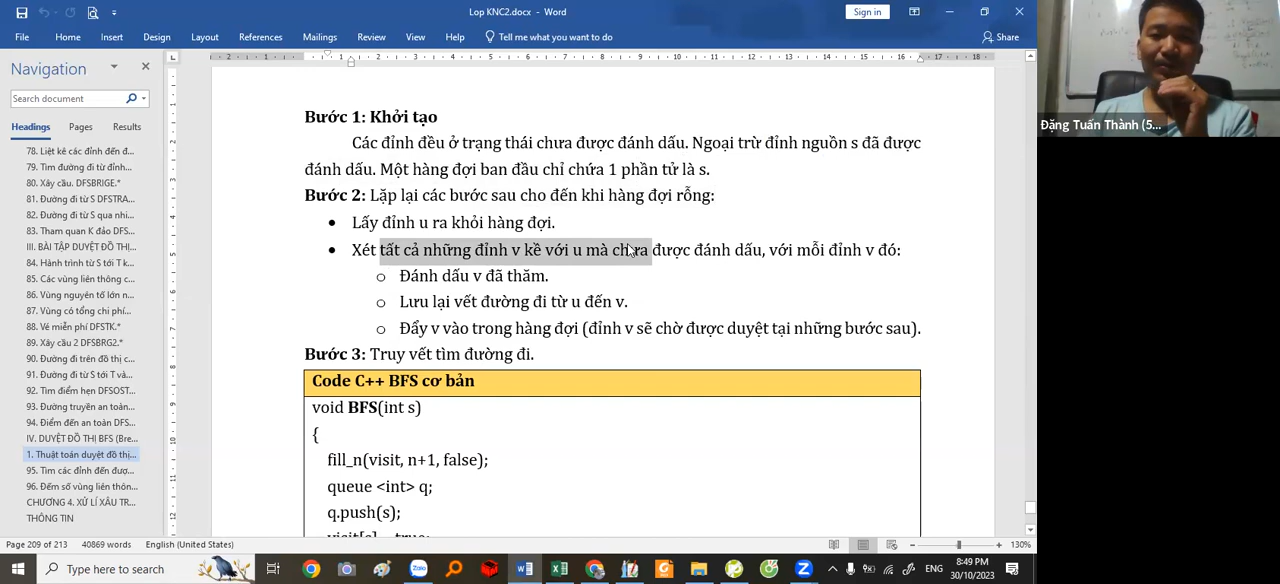 Lop KNC2.docx - Word
Sign in
File Home Insert Design Layout References Mailings Review View Help Tell me what you want to do Share
Navigation
Search document
Headings Pages Results
78. Liệt kê các đỉnh đến đ...
79. Tìm đường đi từ đỉnh...
80. Xây cầu. DFSBRIGE.*
81. Đường đi từ S DFSTRA...
82. Đường đi từ S qua nhi...
83. Tham quan K đảo DFS...
III. BÀI TẬP DUYỆT ĐỒ THỊ...
84. Hành trình từ S tới T k...
85. Các vùng liên thông c...
86. Vùng nguyên tố lớn n...
87. Vùng có tổng chi phí...
88. Vé miễn phí DFSTK.*
89. Xây cầu 2 DFSBRG2.*
90. Đường đi trên đồ thị c...
91. Đường đi từ S tới T và...
92. Tìm điểm hẹn DFSOST...
93. Đường truyền an toàn...
94. Điểm đến an toàn DFS...
IV. DUYỆT ĐỒ THỊ BFS (Bre...
1. Thuật toán duyệt đồ thị...
95. Tìm các đỉnh đến đượ...
96. Đếm số vùng liên thôn...
CHƯƠNG 4. XỬ LÍ XÂU TR...
THÔNG TIN
Bước 1: Khởi tạo
Các đỉnh đều ở trạng thái chưa được đánh dấu. Ngoại trừ đỉnh nguồn s đã được
đánh dấu. Một hàng đợi ban đầu chỉ chứa 1 phần tử là s.
Bước 2: Lặp lại các bước sau cho đến khi hàng đợi rỗng:
• Lấy đỉnh u ra khỏi hàng đợi.
• Xét tất cả những đỉnh v kề với u mà chưa được đánh dấu, với mỗi đỉnh v đó:
o Đánh dấu v đã thăm.
o Lưu lại vết đường đi từ u đến v.
o Đẩy v vào trong hàng đợi (đỉnh v sẽ chờ được duyệt tại những bước sau).
Bước 3: Truy vết tìm đường đi.
Code C++ BFS cơ bản
void BFS(int s)
{
fill_n(visit, n+1, false);
queue <int> q;
q.push(s);
Đặng Tuấn Thành (5...
Page 209 of 213 40869 words English (United States)
130%
Type here to search
ENG
8:49 PM
30/10/2023